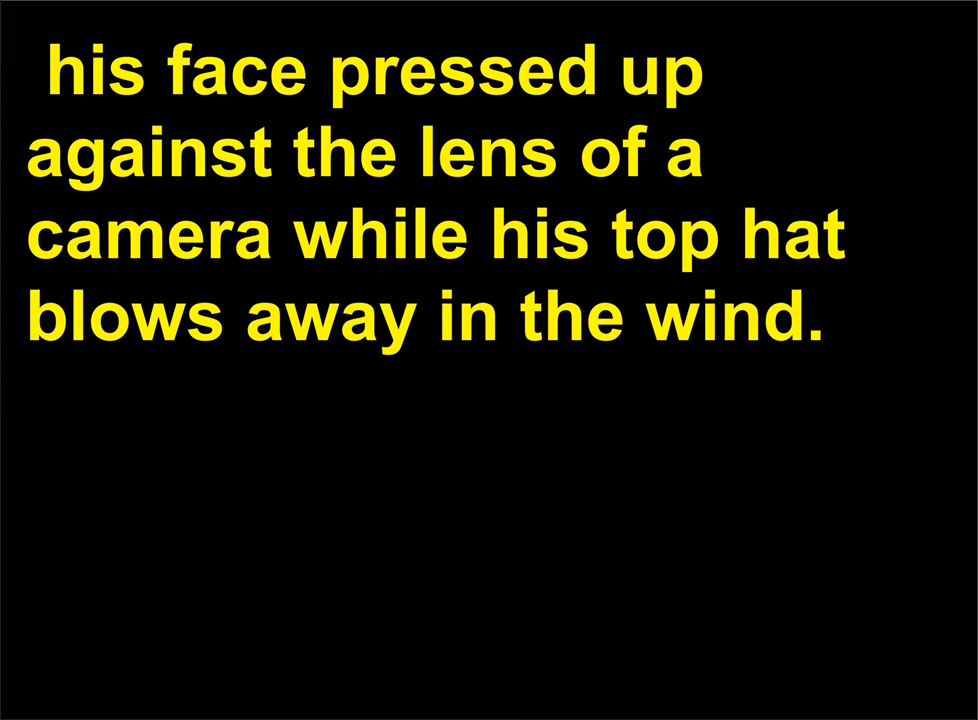 his face pressed up
against the lens of a
camera while his top hat
blows away in the wind.